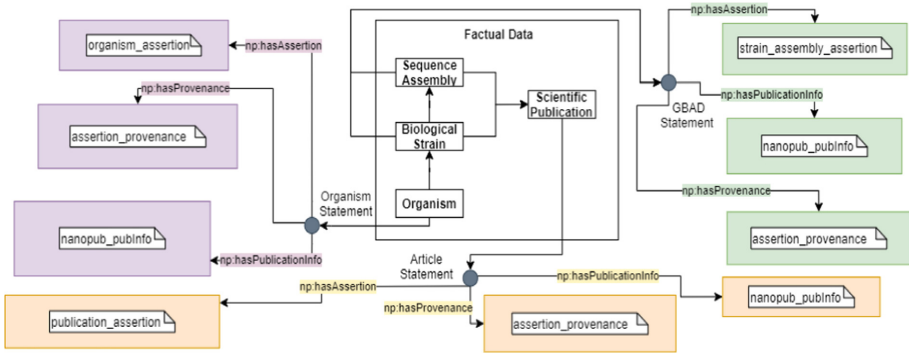 np:hasAssertion
organism_assertion
np:hasAssertion
Factual Data
strain_assembly_assertion
Sequence
Assembly
np:hasProvenance
np:hasPublicationInfo
Scientific
Publication
GBAD
Statement
assertion_provenance
Biological
Strain
nanopub_pubInfo
Organism
Statement
Organism
np:hasProvenance
nanopub_pubInfo
assertion_provenance
np:hasPublicationInfo
Article
Statement
np:hasPublicationInfo
np:hasAssertion
nanopub_pubInfo
np:hasProvenance
publication_assertion
assertion_provenance